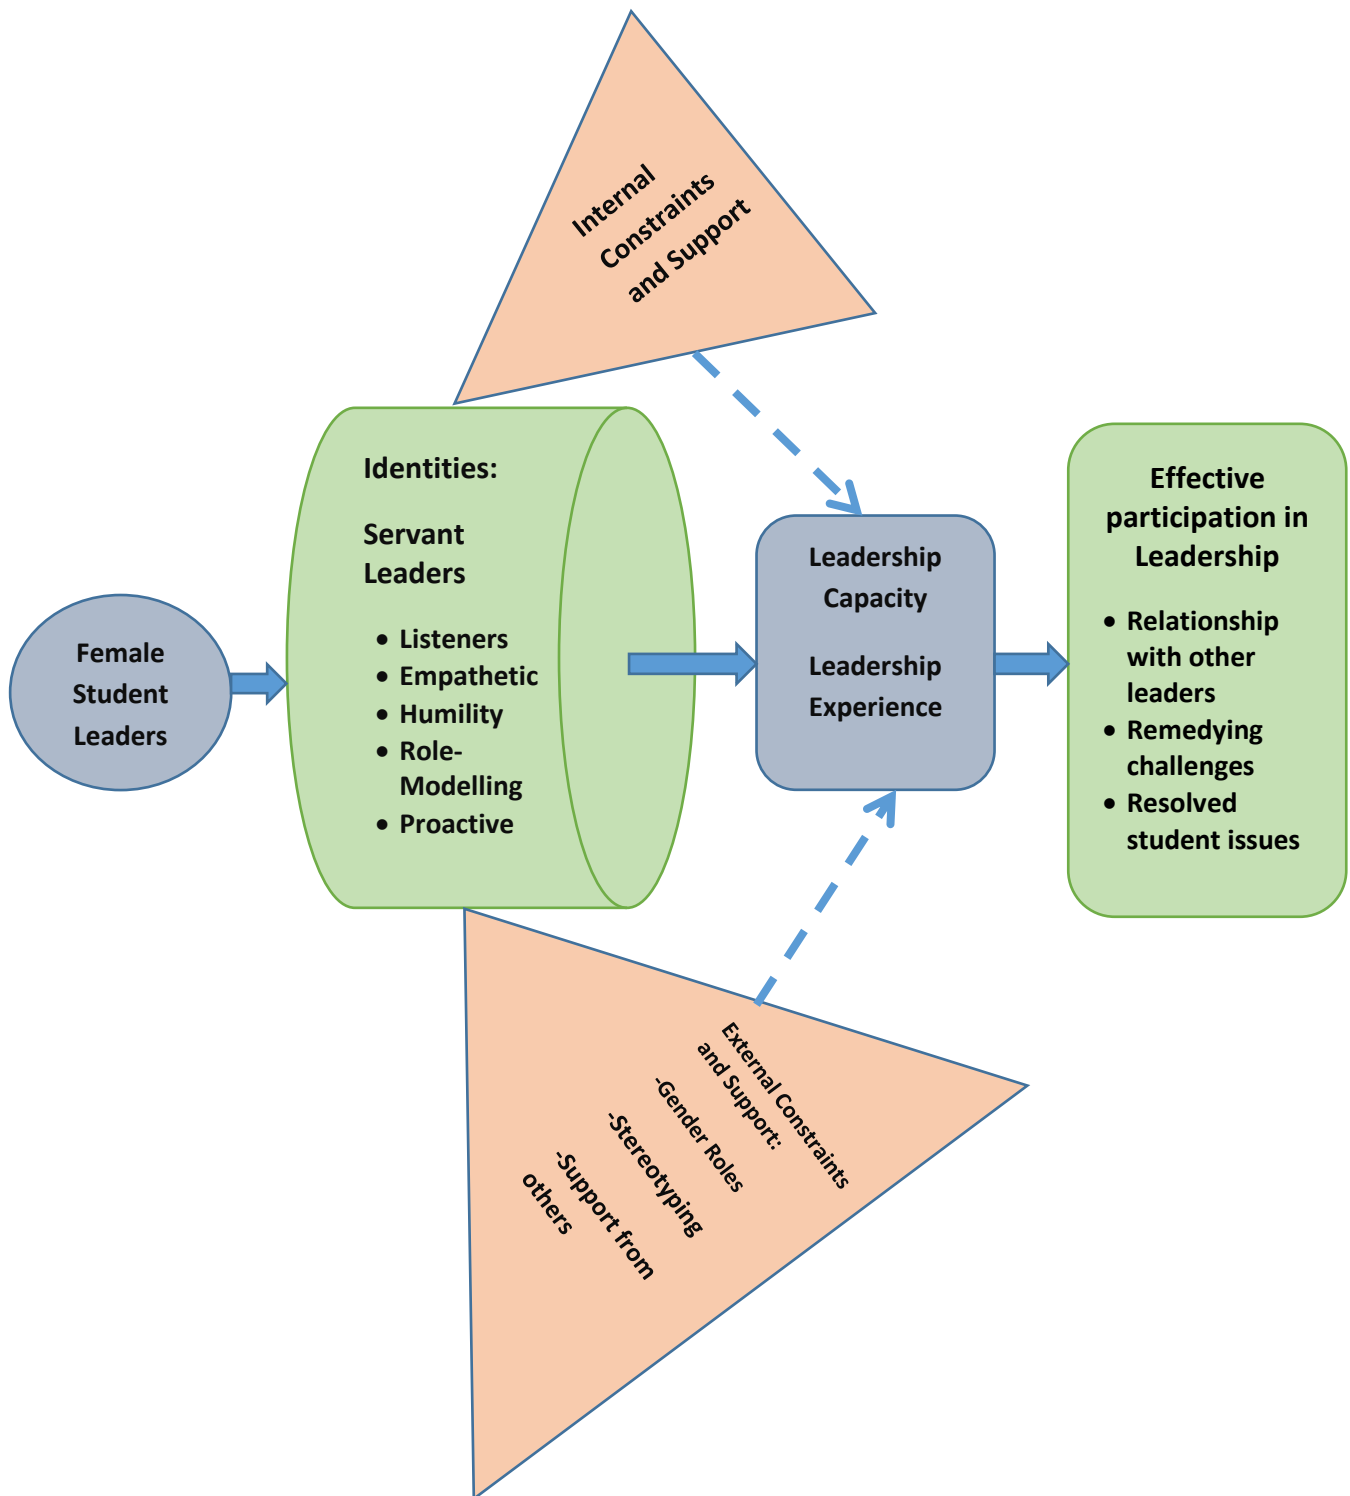 Internal
Constraints
and Support
Female
Student
Leaders
Identities:
Servant
Leaders
• Listeners
• Empathetic
• Humility
• Role-
Modelling
• Proactive
Leadership
Capacity
Leadership
Experience
Effective
participation in
Leadership
• Relationship
with other
leaders
• Remedying
challenges
• Resolved
student issues
External Constraints
and Support:
-Gender Roles
-Stereotyping
-Support from
others